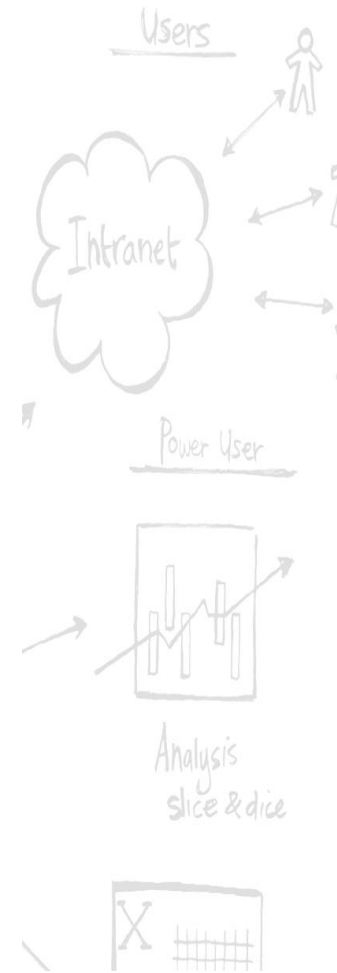 Users
Intranet
Power User
Analysis
slice & dice
X